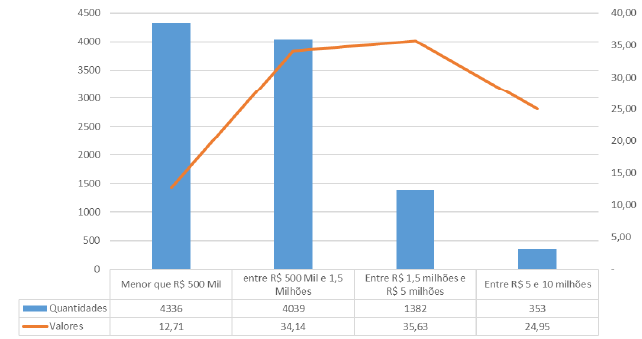 4500
4000
3500
3000
2500
2000
1500
1000
500
0
40,00
35,00
30,00
25,00
20,00
15,00
10,00
5,00
-
Menor que R$ 500 Mil
entre R$ 500 Mil e 1,5
Milhões
Entre R$ 1,5 milhões e
R$ 5 milhões
Entre R$ 5 e 10 milhões
Quantidades 4336 4039 1382 353
Valores 12,71 34,14 35,63 24,95